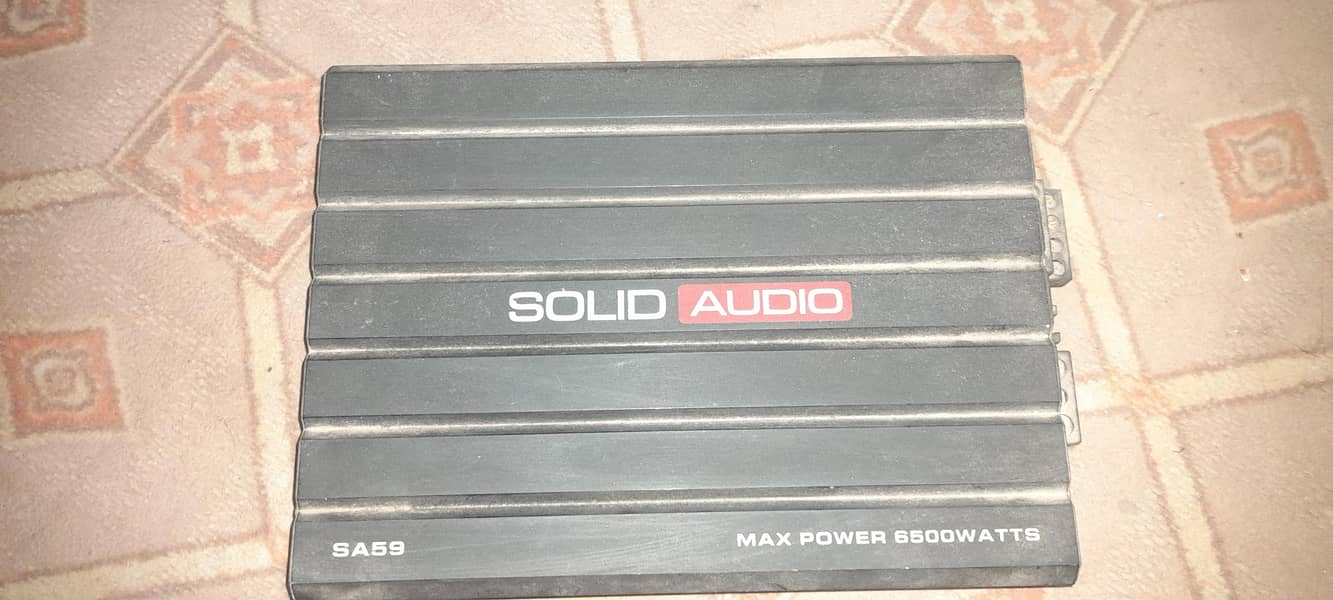 SOLID AUDIO
SA59
MAX POWER 6500WATTS